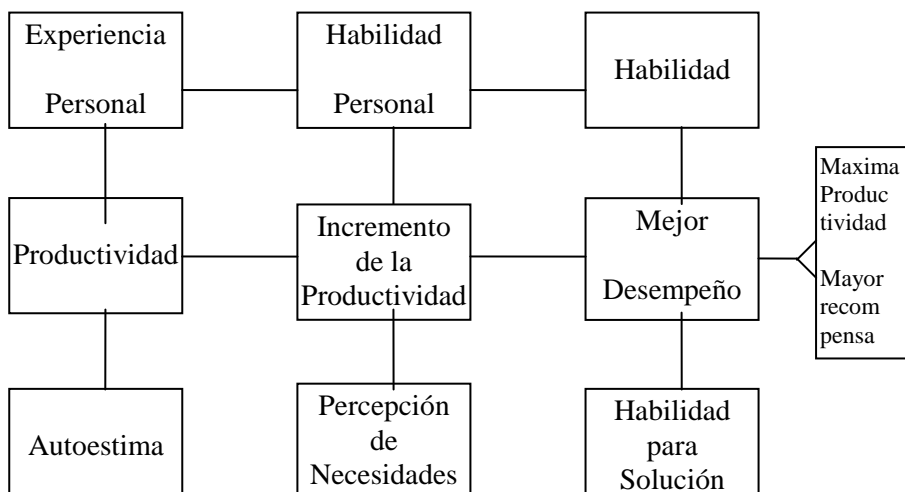 Experiencia
Personal
Habilidad
Personal
Habilidad
Productividad
Incremento
de la
Productividad
Mejor
Desempeño
Maxima
Produc
tividad
Mayor
recom
pensa
Autoestima
Percepción
de
Necesidades
Habilidad
para
Solución